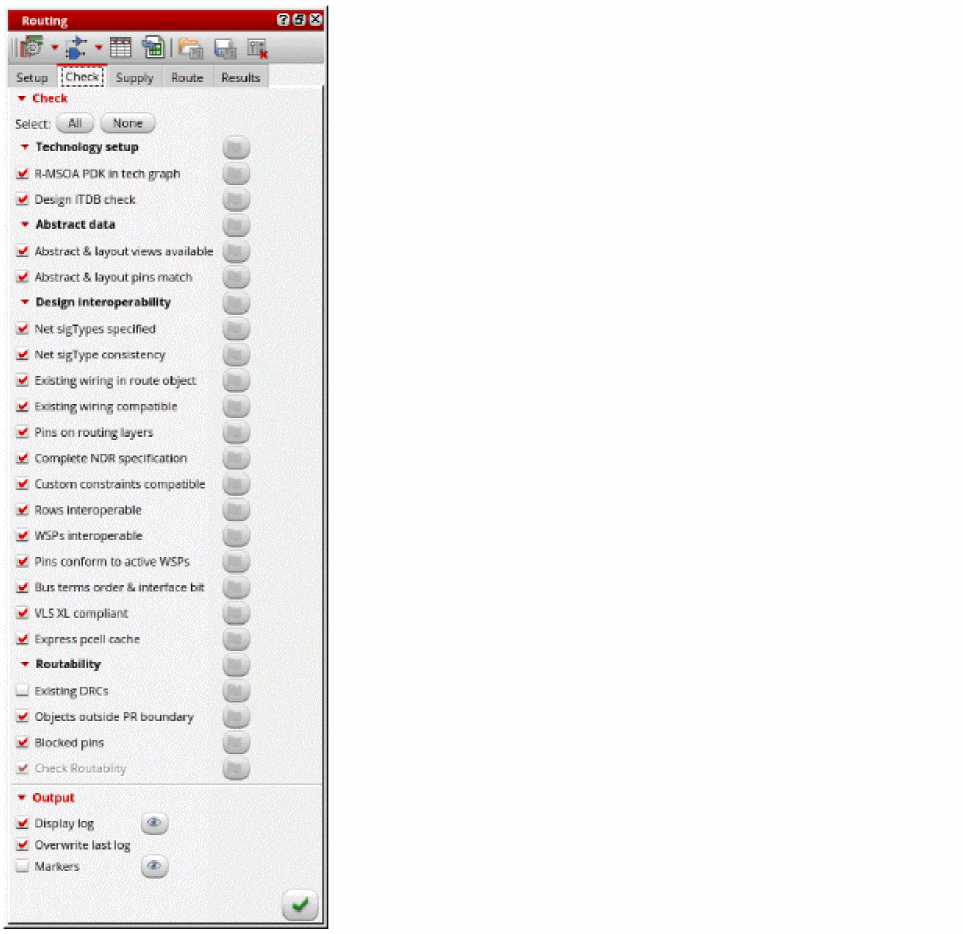 Routing
Setup Check Supply Route Results
Check
Select: All None
Technology setup
R-MSOA PDK in tech graph
Design ITDB check
Abstract data
Abstract & layout views available
Abstract & layout pins match
Design interoperability
Net sigTypes specified
Net sigType consistency
Existing wiring in route object
Existing wiring compatible
Pins on routing layers
Complete NDR specification
Custom constraints compatible
Rows interoperable
WSPs interoperable
Pins conform to active WSPs
Bus terms order & interface bit
VLS XL compliant
Express pcell cache
Routability
Existing DRCs
Objects outside PR boundary
Blocked pins
Check Routablity
Output
Display log
Overwrite last log
Markers